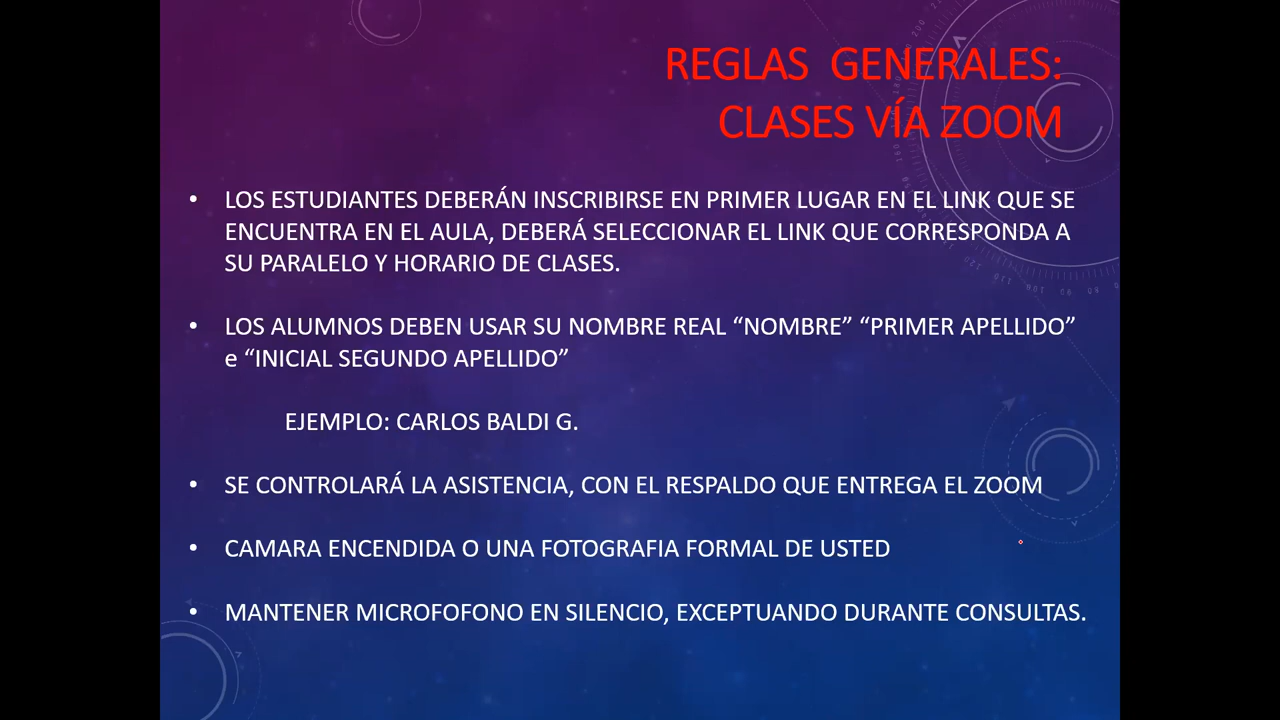 REGLAS GENERALES:
CLASES VÍA ZOOM
• LOS ESTUDIANTES DEBERÁN INSCRIBIRSE EN PRIMER LUGAR EN EL LINK QUE SE
ENCUENTRA EN EL AULA, DEBERÁ SELECCIONAR EL LINK QUE CORRESPONDA A
SU PARALELO Y HORARIO DE CLASES.
• LOS ALUMNOS DEBEN USAR SU NOMBRE REAL “NOMBRE” “PRIMER APELLIDO”
e “INICIAL SEGUNDO APELLIDO”
EJEMPLO: CARLOS BALDI G.
• SE CONTROLARÁ LA ASISTENCIA, CON EL RESPALDO QUE ENTREGA EL ZOOM
• CAMARA ENCENDIDA O UNA FOTOGRAFIA FORMAL DE USTED
• MANTENER MICROFOFONO EN SILENCIO, EXCEPTUANDO DURANTE CONSULTAS.